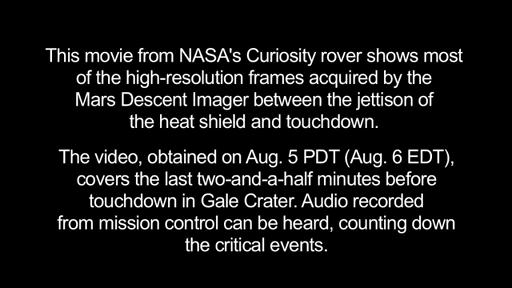 This movie from NASA's Curiosity rover shows most
of the high-resolution frames acquired by the
Mars Descent Imager between the jettison of
the heat shield and touchdown.
The video, obtained on Aug. 5 PDT (Aug. 6 EDT),
covers the last two-and-a-half minutes before
touchdown in Gale Crater. Audio recorded
from mission control can be heard, counting down
the critical events.